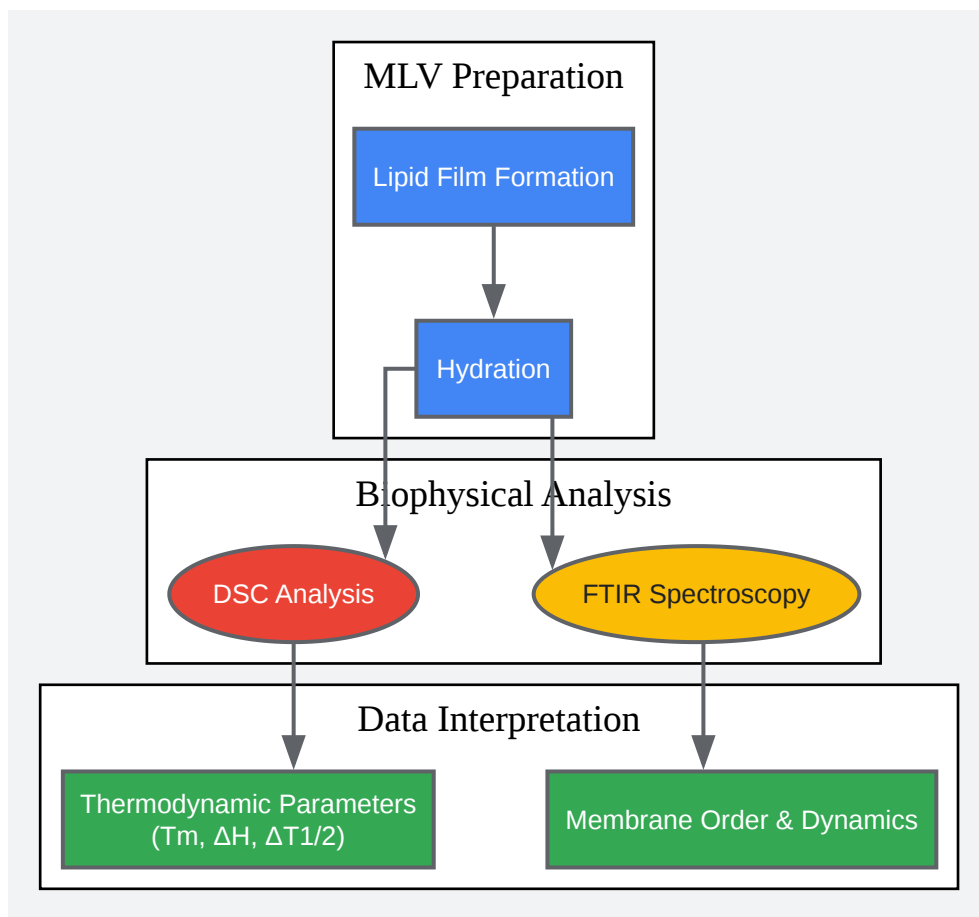 MLV Preparation
Lipid Film Formation
Hydration
Biophysical Analysis
DSC Analysis
FTIR Spectroscopy
Data Interpretation
Thermodynamic Parameters
(Tm, ΔH, ΔT1/2)
Membrane Order & Dynamics